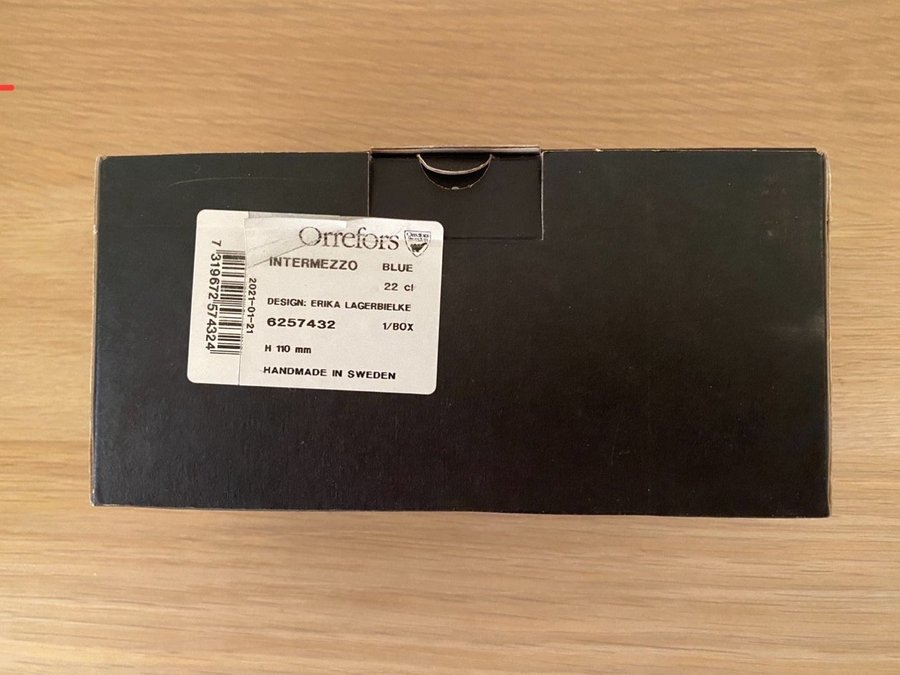 Orrefors
INTERMEZZO BLUE
22 cl
DESIGN: ERIKA LAGERBIELKE
6257432 1/BOX
H 110 mm
HANDMADE IN SWEDEN
2021-01-21
7 319672 574324